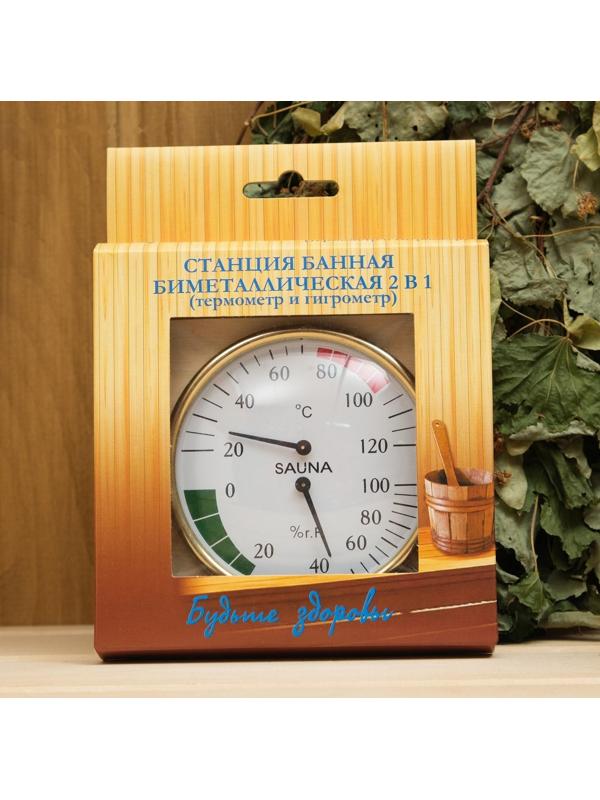 СТАНЦИЯ БАННАЯ
БИМЕТАЛЛИЧЕСКАЯ 2 В 1
(термометр и гигрометр)
60 80
40 °C 100
20 120
SAUNA
0 100
%r. 80
20 40 60
Будьте здоровы